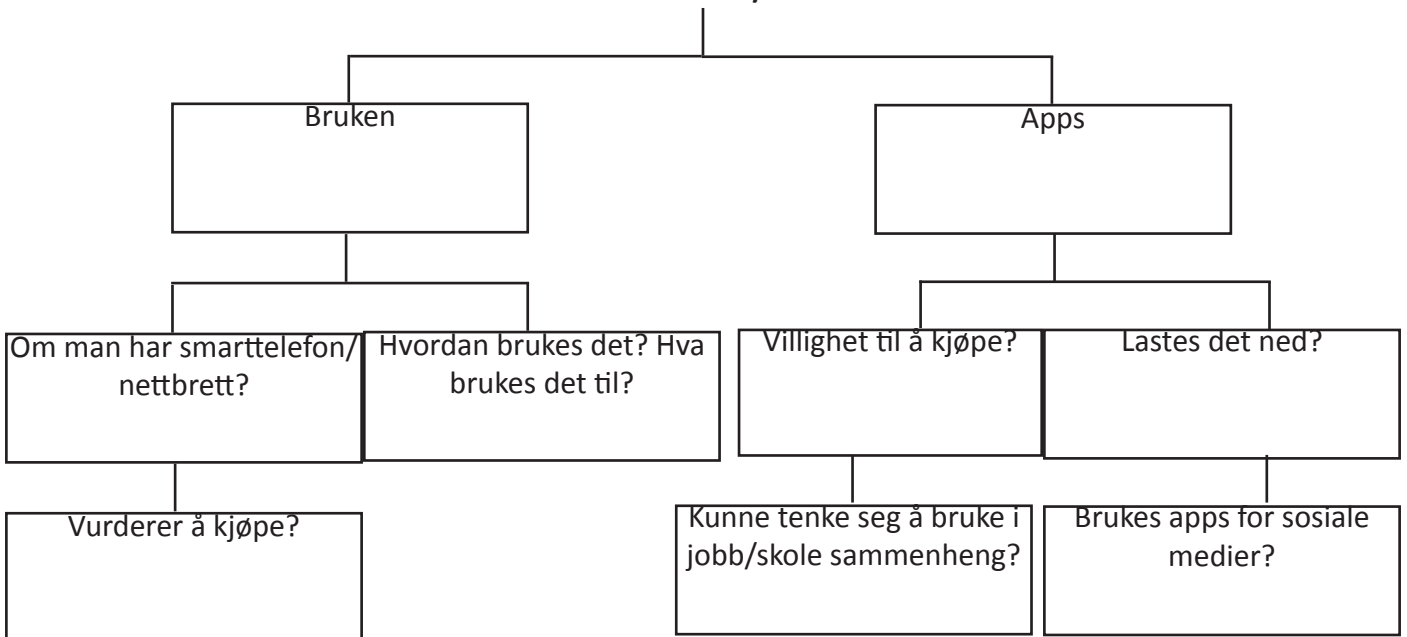 Bruken
Apps
Om man har smarttelefon/
nettbrett?
Hvordan brukes det? Hva
brukes det til?
Villighet til å kjøpe?
Lastes det ned?
Vurderer å kjøpe?
Kunne tenke seg å bruke i
jobb/skole sammenheng?
Brukes apps for sosiale
medier?